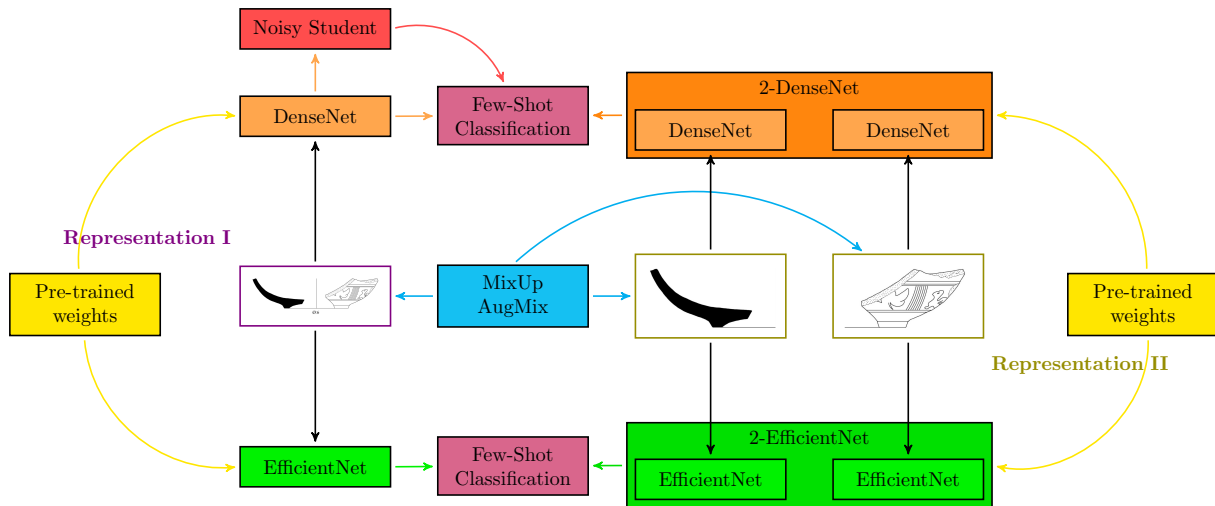 Noisy Student
2-DenseNet
Few-Shot
Classification
DenseNet
DenseNet
DenseNet
Representation I
MixUp
AugMix
Pre-trained
weights
Pre-trained
weights
Representation II
2-EfficientNet
Few-Shot
Classification
EfficientNet
EfficientNet
EfficientNet